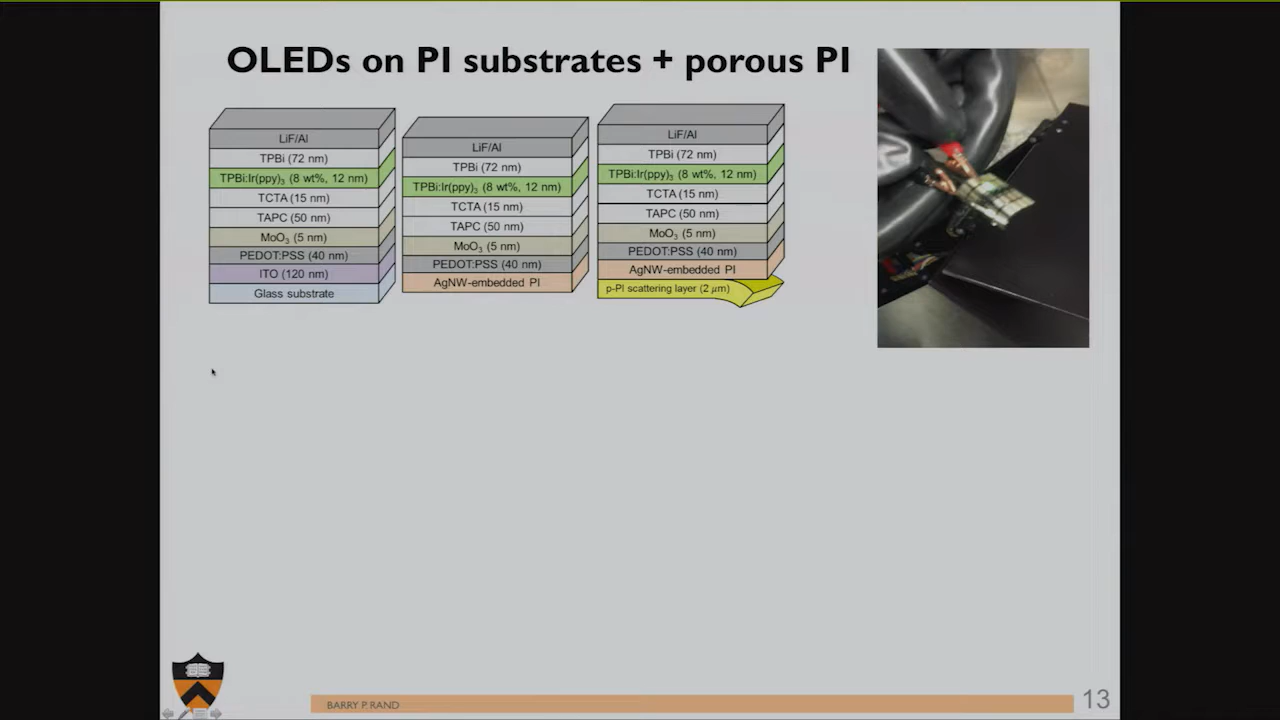 OLEDs on PI substrates + porous PI
LiF/Al
TPBi (72 nm)
TPBi:Ir(ppy)₃ (8 wt%, 12 nm)
TCTA (15 nm)
TAPC (50 nm)
MoO₃ (5 nm)
PEDOT:PSS (40 nm)
ITO (120 nm)
Glass substrate
LiF/Al
TPBi (72 nm)
TPBi:Ir(ppy)₃ (8 wt%, 12 nm)
TCTA (15 nm)
TAPC (50 nm)
MoO₃ (5 nm)
PEDOT:PSS (40 nm)
AgNW-embedded PI
LiF/Al
TPBi (72 nm)
TPBi:Ir(ppy)₃ (8 wt%, 12 nm)
TCTA (15 nm)
TAPC (50 nm)
MoO₃ (5 nm)
PEDOT:PSS (40 nm)
AgNW-embedded PI
p-PI scattering layer (2 μm)
BARRY P. RAND
13